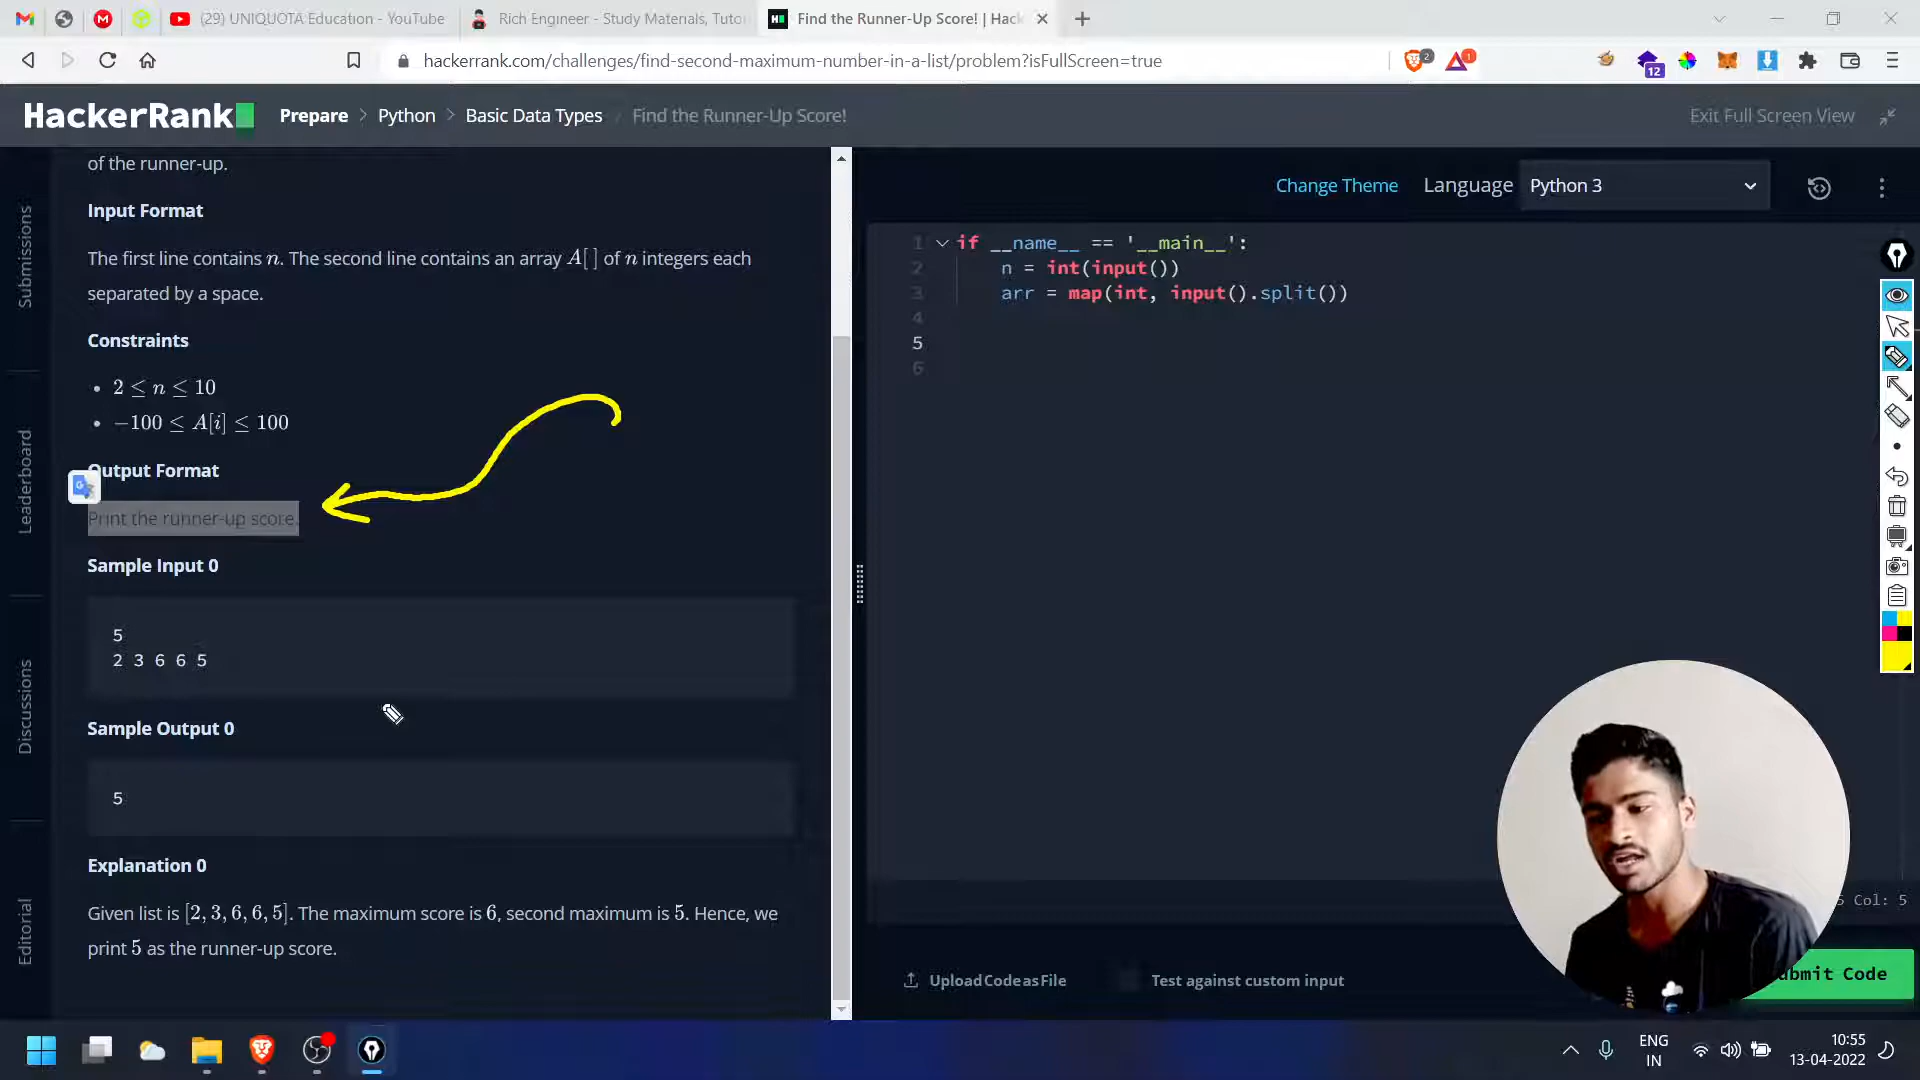 (29) UNIQUOTA Education - YouTube
Rich Engineer - Study Materials, Tuto
Find the Runner-Up Score! | Hack
hackerrank.com/challenges/find-second-maximum-number-in-a-list/problem?isFullScreen=true
2
1
12
HackerRank
Prepare > Python > Basic Data Types / Find the Runner-Up Score!
Exit Full Screen View
Submissions
Leaderboard
Discussions
Editorial
of the runner-up.
Input Format
The first line contains n. The second line contains an array A[ ] of n integers each
separated by a space.
Constraints
• 2 ≤ n ≤ 10
• −100 ≤ A[i] ≤ 100
Output Format
Print the runner-up score.
Sample Input 0
5
2 3 6 6 5
Sample Output 0
5
Explanation 0
Given list is [2, 3, 6, 6, 5]. The maximum score is 6, second maximum is 5. Hence, we
print 5 as the runner-up score.
Change Theme
Language
Python 3
1 if __name__ == '__main__':
2 n = int(input())
3 arr = map(int, input().split())
4
5
6
5 Col: 5
Upload Code as File
Test against custom input
ubmit Code
ENG
IN
10:55
13-04-2022